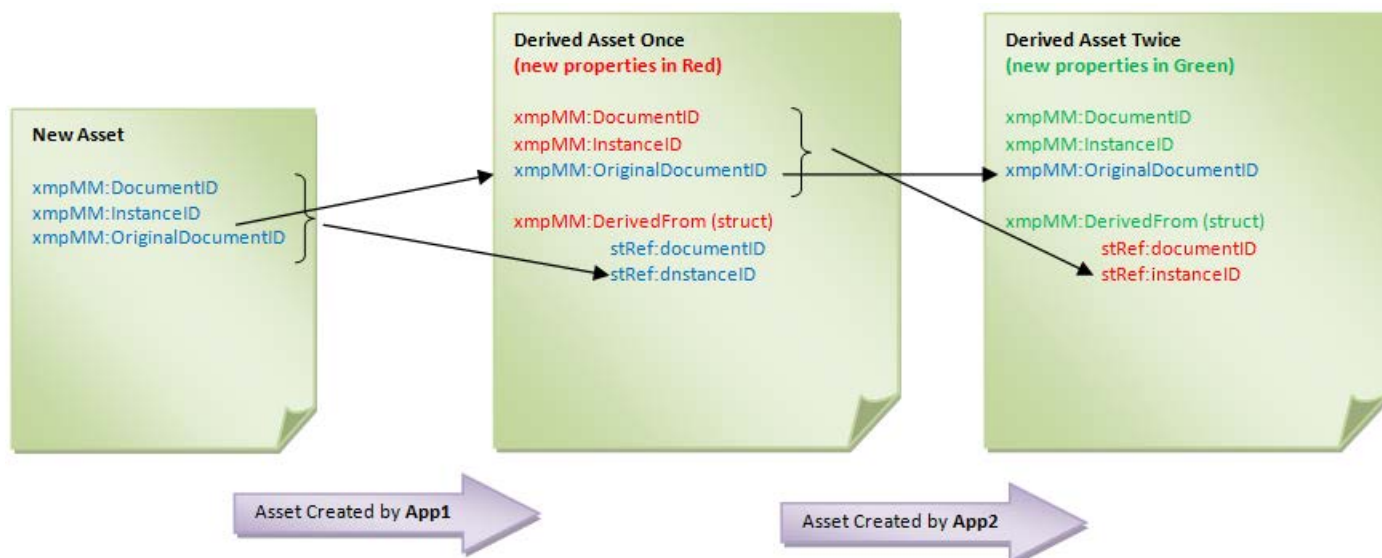 New Asset
xmpMM:DocumentID
xmpMM:InstanceID
xmpMM:OriginalDocumentID
Derived Asset Once
(new properties in Red)
xmpMM:DocumentID
xmpMM:InstanceID
xmpMM:OriginalDocumentID
xmpMM:DerivedFrom (struct)
stRef:documentID
stRef:dnstanceID
Derived Asset Twice
(new properties in Green)
xmpMM:DocumentID
xmpMM:InstanceID
xmpMM:OriginalDocumentID
xmpMM:DerivedFrom (struct)
stRef:documentID
stRef:instanceID
Asset Created by App1
Asset Created by App2